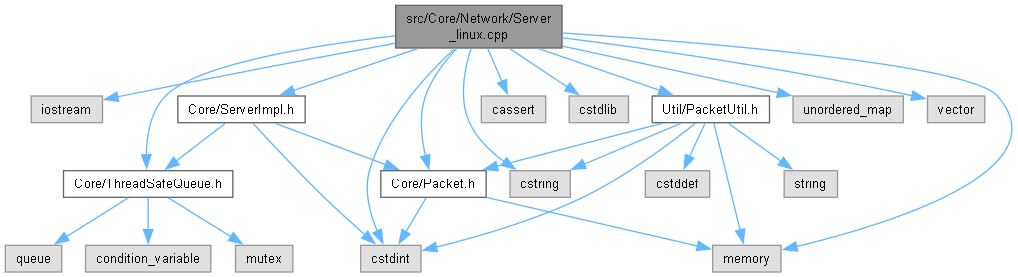 src/Core/Network/Server
_linux.cpp
iostream
Core/ServerImpl.h
cassert
cstdlib
Util/PacketUtil.h
unordered_map
vector
Core/ThreadSafeQueue.h
Core/Packet.h
cstring
cstddef
string
queue
condition_variable
mutex
cstdint
memory